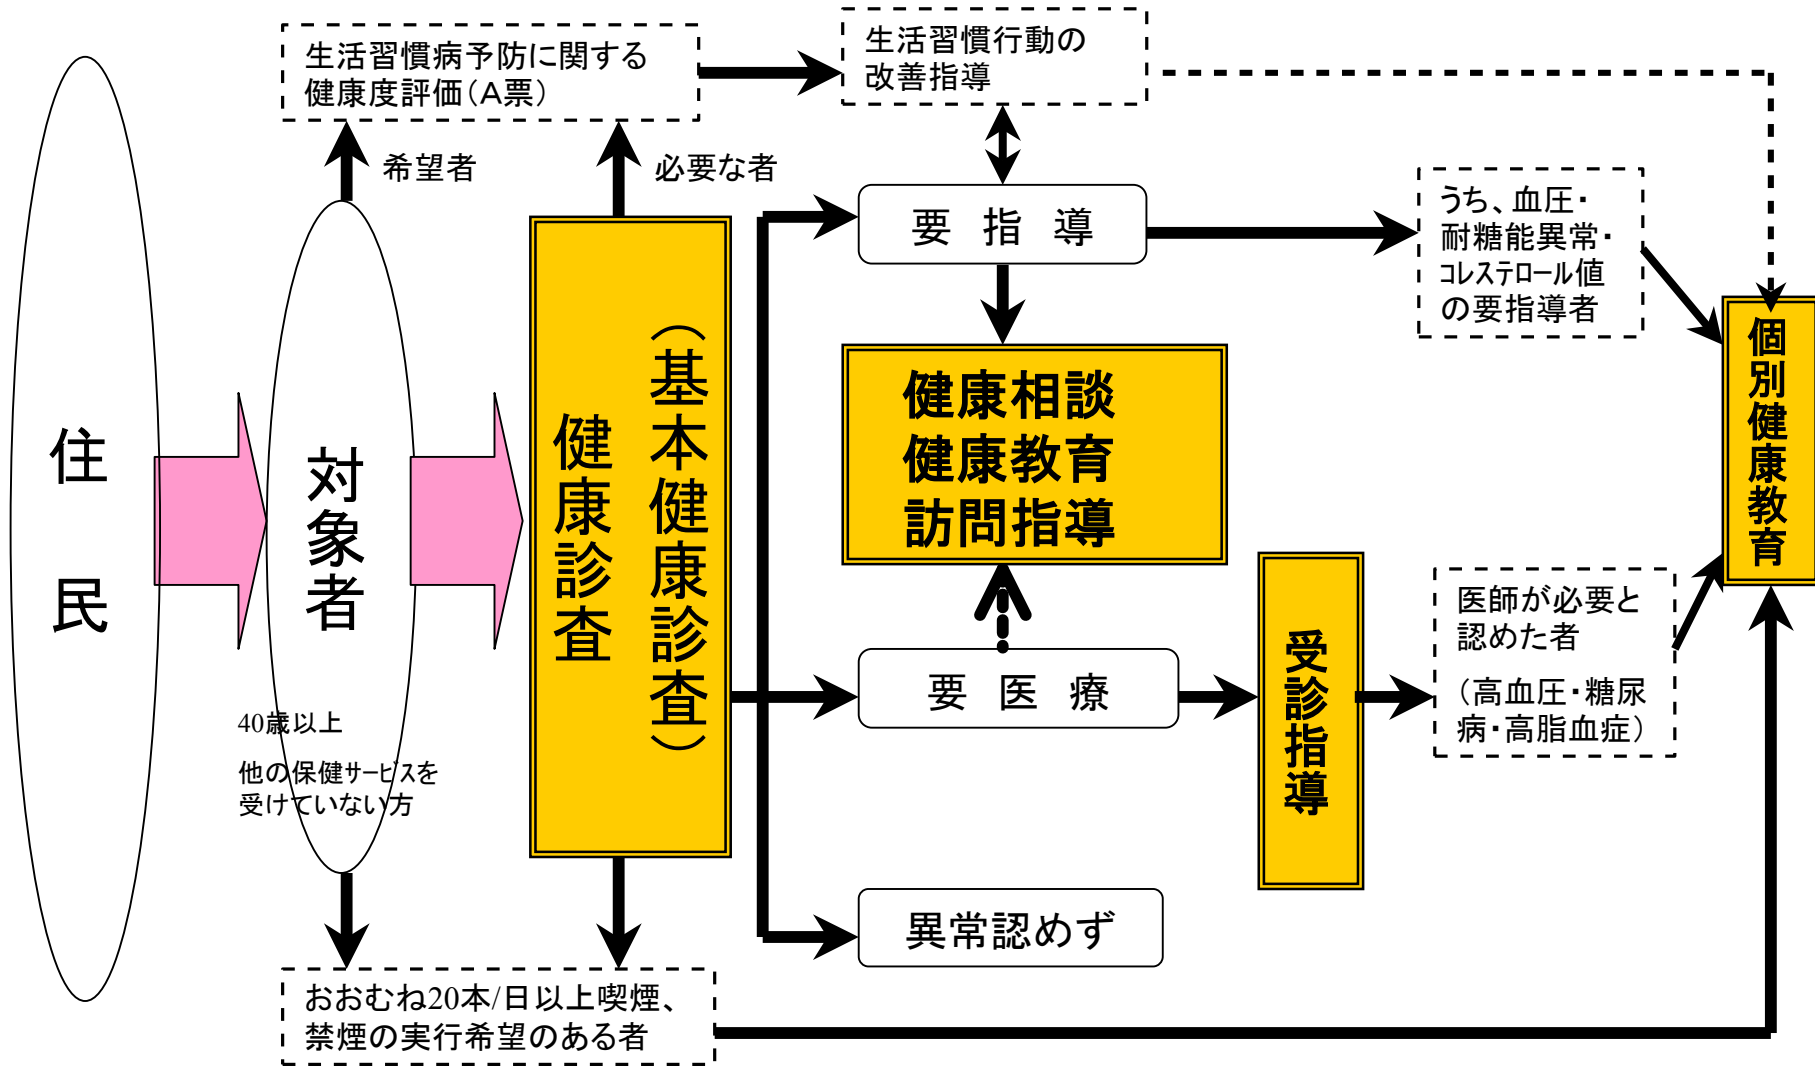 生活習慣病予防に関する
健康度評価(A票)
生活習慣行動の
改善指導
希望者
必要な者
住民
対象者
40歳以上
他の保健サービスを
受けていない方
健康診査
(基本健康診査)
要指導
うち、血圧・
耐糖能異常・
コレステロール値
の要指導者
健康相談
健康教育
訪問指導
要医療
受診指導
医師が必要と
認めた者
(高血圧・糖尿
病・高脂血症)
個別健康教育
異常認めず
おおむね20本/日以上喫煙、
禁煙の実行希望のある者